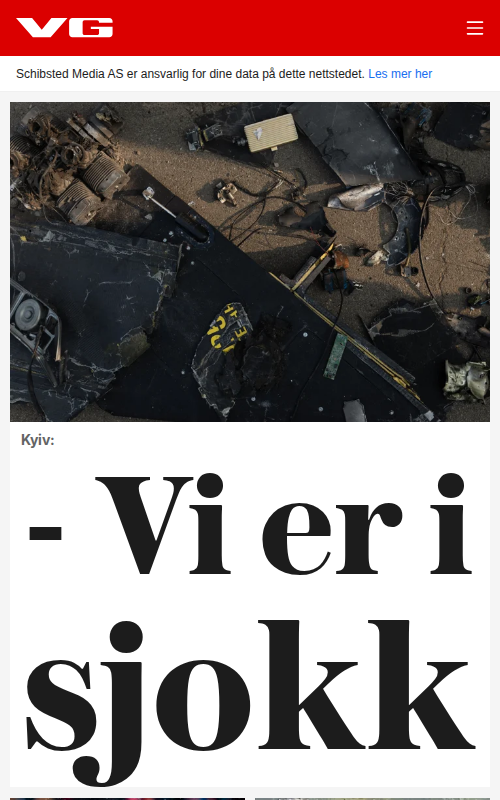 VG
Schibsted Media AS er ansvarlig for dine data på dette nettstedet. Les mer her
Kyiv:
- Vi er i
sjokk